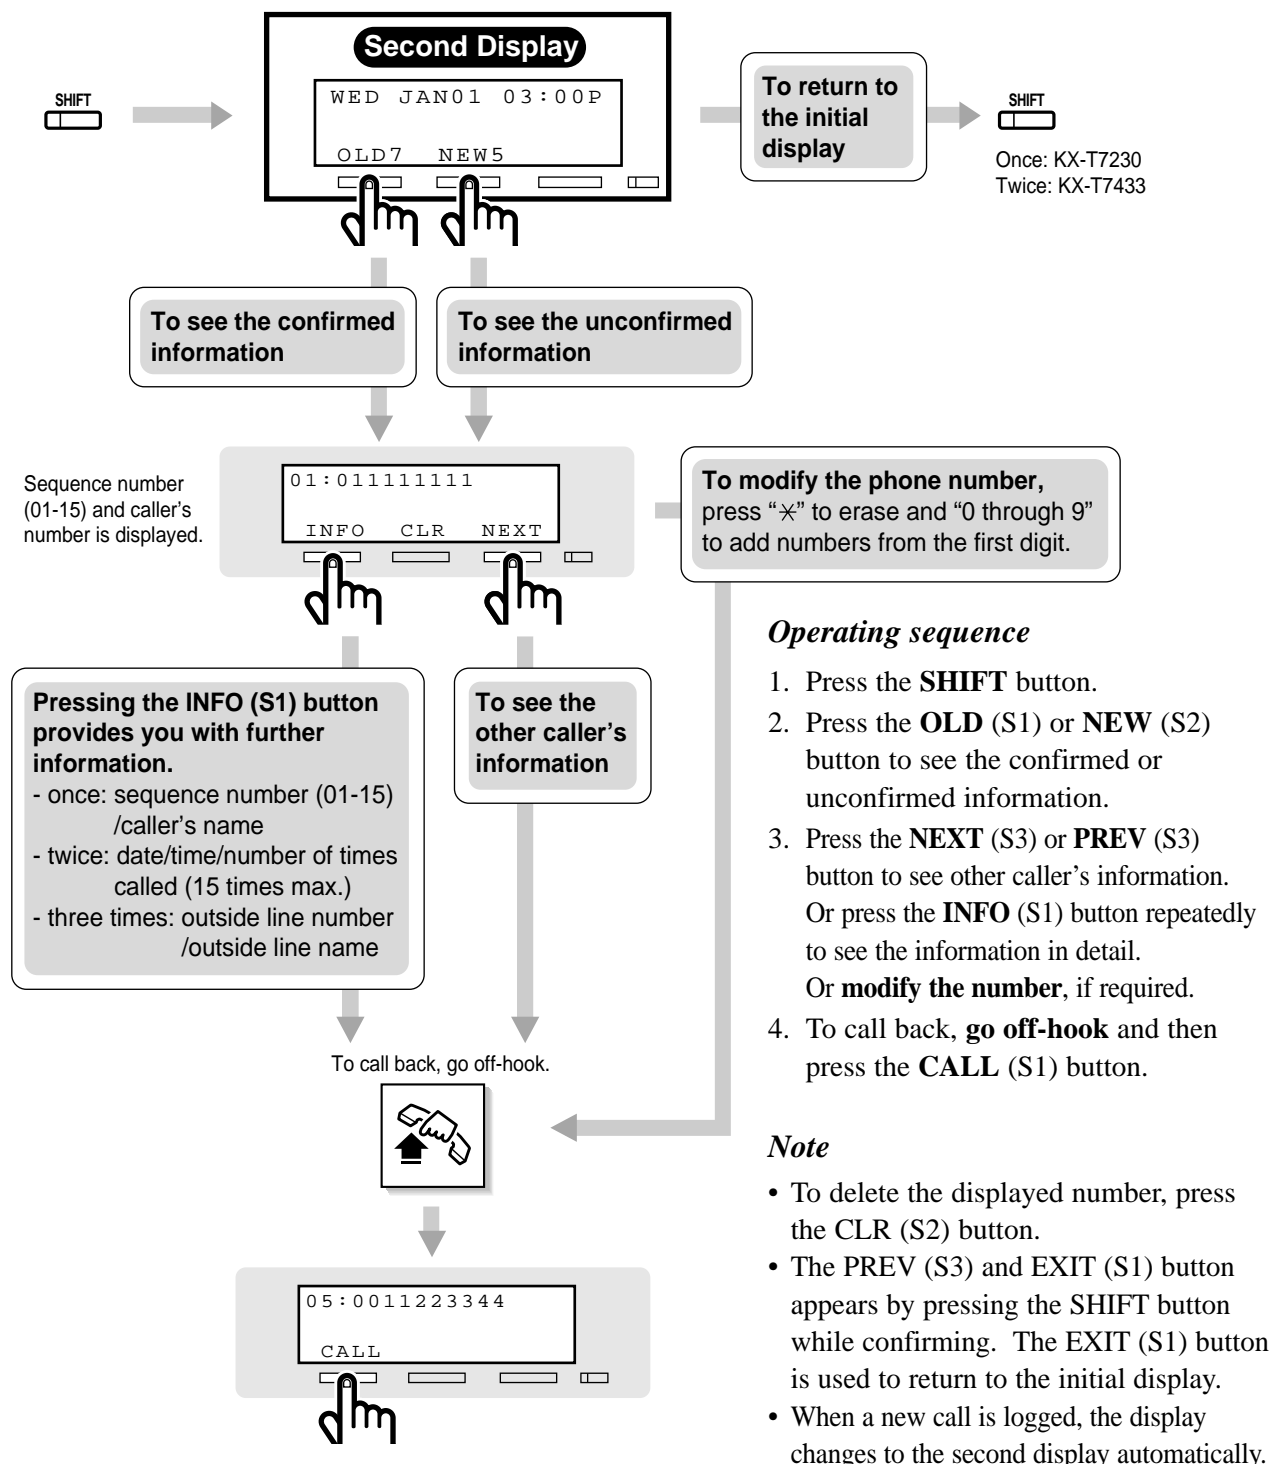 Second Display
SHIFT
WED JAN01 03:00P
OLD7 NEW5
To return to
the initial
display
SHIFT
Once: KX-T7230
Twice: KX-T7433
To see the confirmed
information
To see the unconfirmed
information
Sequence number
(01-15) and caller's
number is displayed.
01:011111111
INFO CLR NEXT
To modify the phone number,
press “✳” to erase and “0 through 9”
to add numbers from the first digit.
Pressing the INFO (S1) button
provides you with further
information.
- once: sequence number (01-15)
/caller's name
- twice: date/time/number of times
called (15 times max.)
- three times: outside line number
/outside line name
To see the
other caller's
information
To call back, go off-hook.
05:0011223344
CALL
Operating sequence
1. Press the SHIFT button.
2. Press the OLD (S1) or NEW (S2)
button to see the confirmed or
unconfirmed information.
3. Press the NEXT (S3) or PREV (S3)
button to see other caller's information.
Or press the INFO (S1) button repeatedly
to see the information in detail.
Or modify the number, if required.
4. To call back, go off-hook and then
press the CALL (S1) button.
Note
• To delete the displayed number, press
the CLR (S2) button.
• The PREV (S3) and EXIT (S1) button
appears by pressing the SHIFT button
while confirming. The EXIT (S1) button
is used to return to the initial display.
• When a new call is logged, the display
changes to the second display automatically.